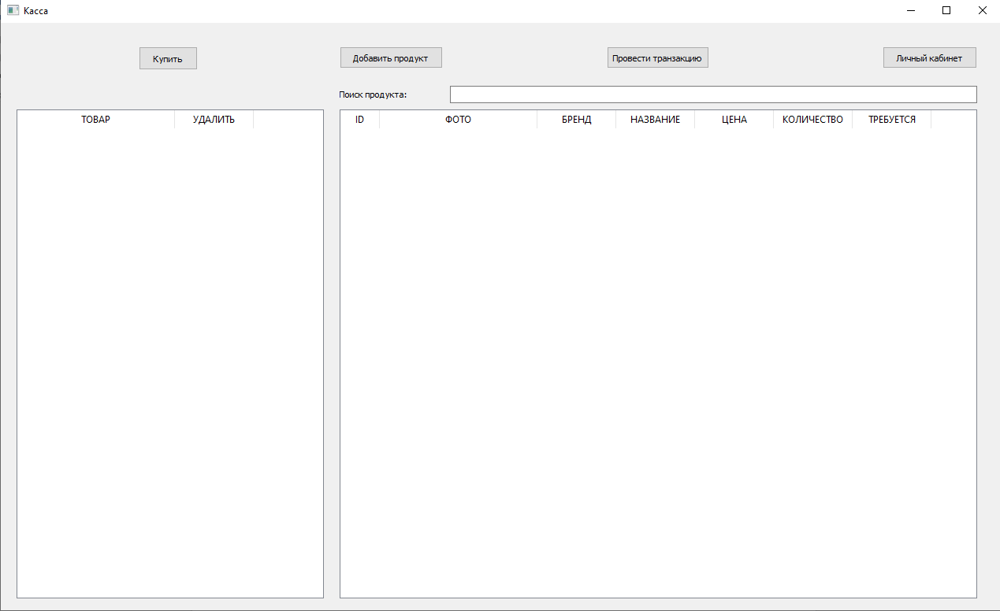 Касса
Купить
Добавить продукт
Провести транзакцию
Личный кабинет
Поиск продукта:
ТОВАР УДАЛИТЬ
ID ФОТО БРЕНД НАЗВАНИЕ ЦЕНА КОЛИЧЕСТВО ТРЕБУЕТСЯ